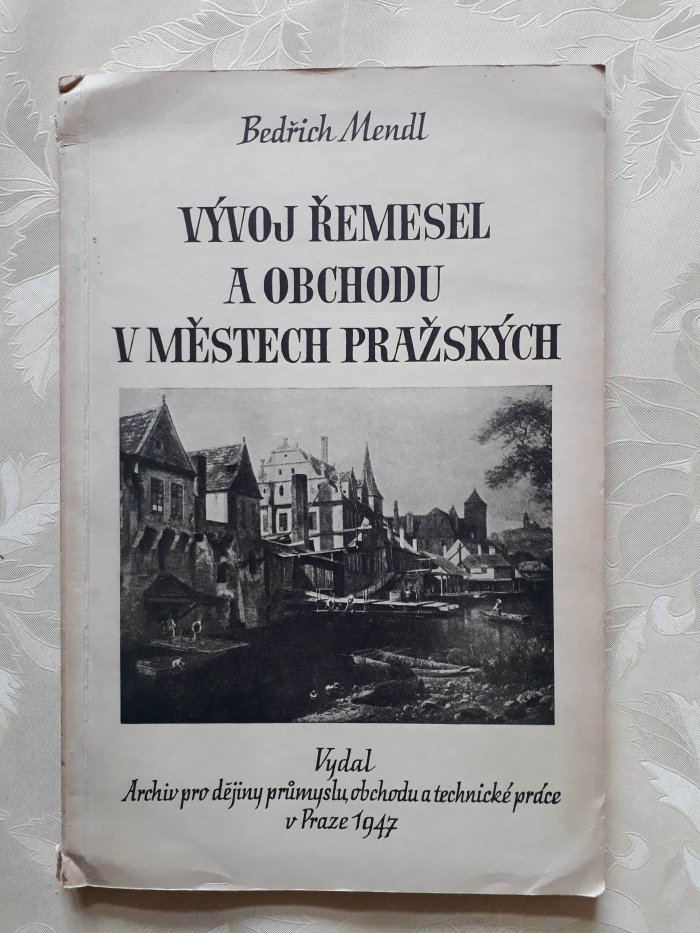 Bedřich Mendl
VÝVOJ ŘEMESEL
A OBCHODU
V MĚSTECH PRAŽSKÝCH
Vydal
Archiv pro dějiny průmyslu, obchodu a technické práce
v Praze 1947